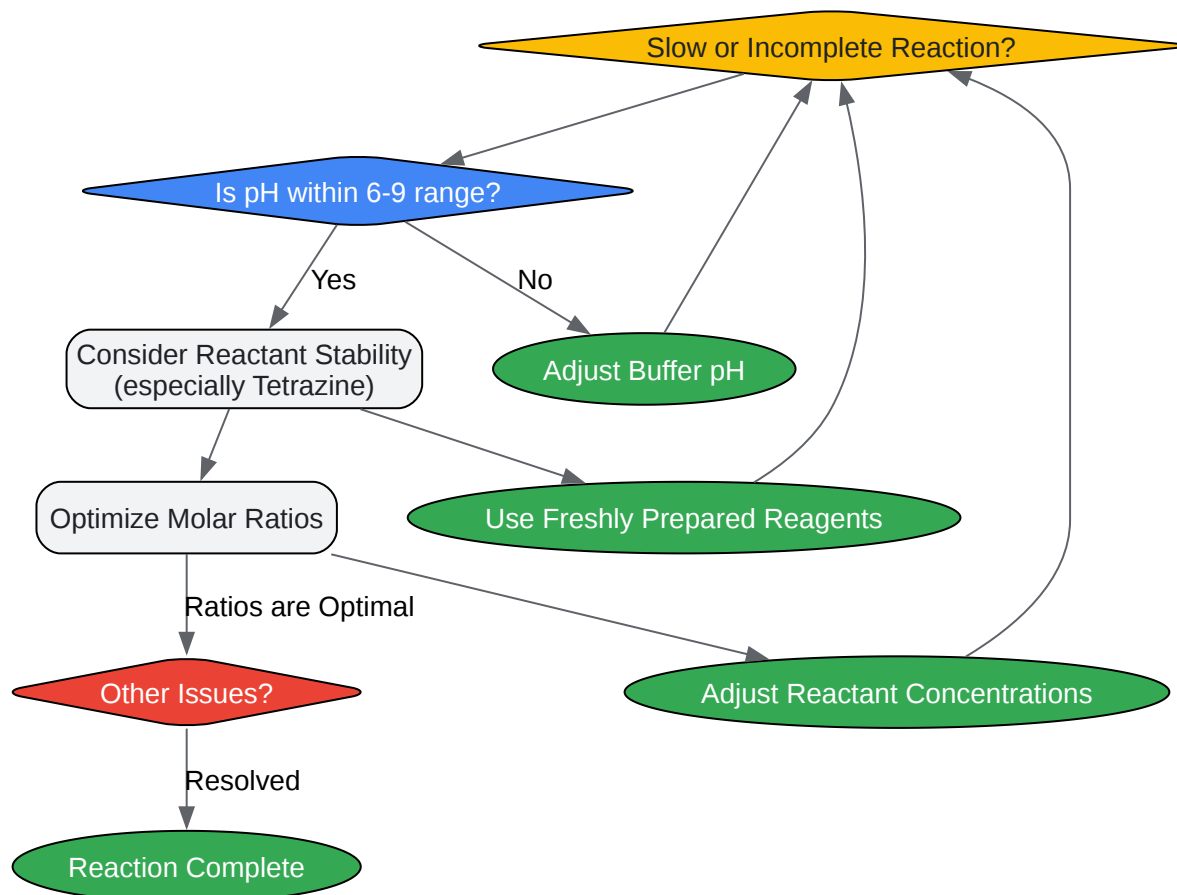 Slow or Incomplete Reaction?
Is pH within 6-9 range?
Yes
No
Consider Reactant Stability
(especially Tetrazine)
Adjust Buffer pH
Optimize Molar Ratios
Use Freshly Prepared Reagents
Ratios are Optimal
Other Issues?
Adjust Reactant Concentrations
Resolved
Reaction Complete